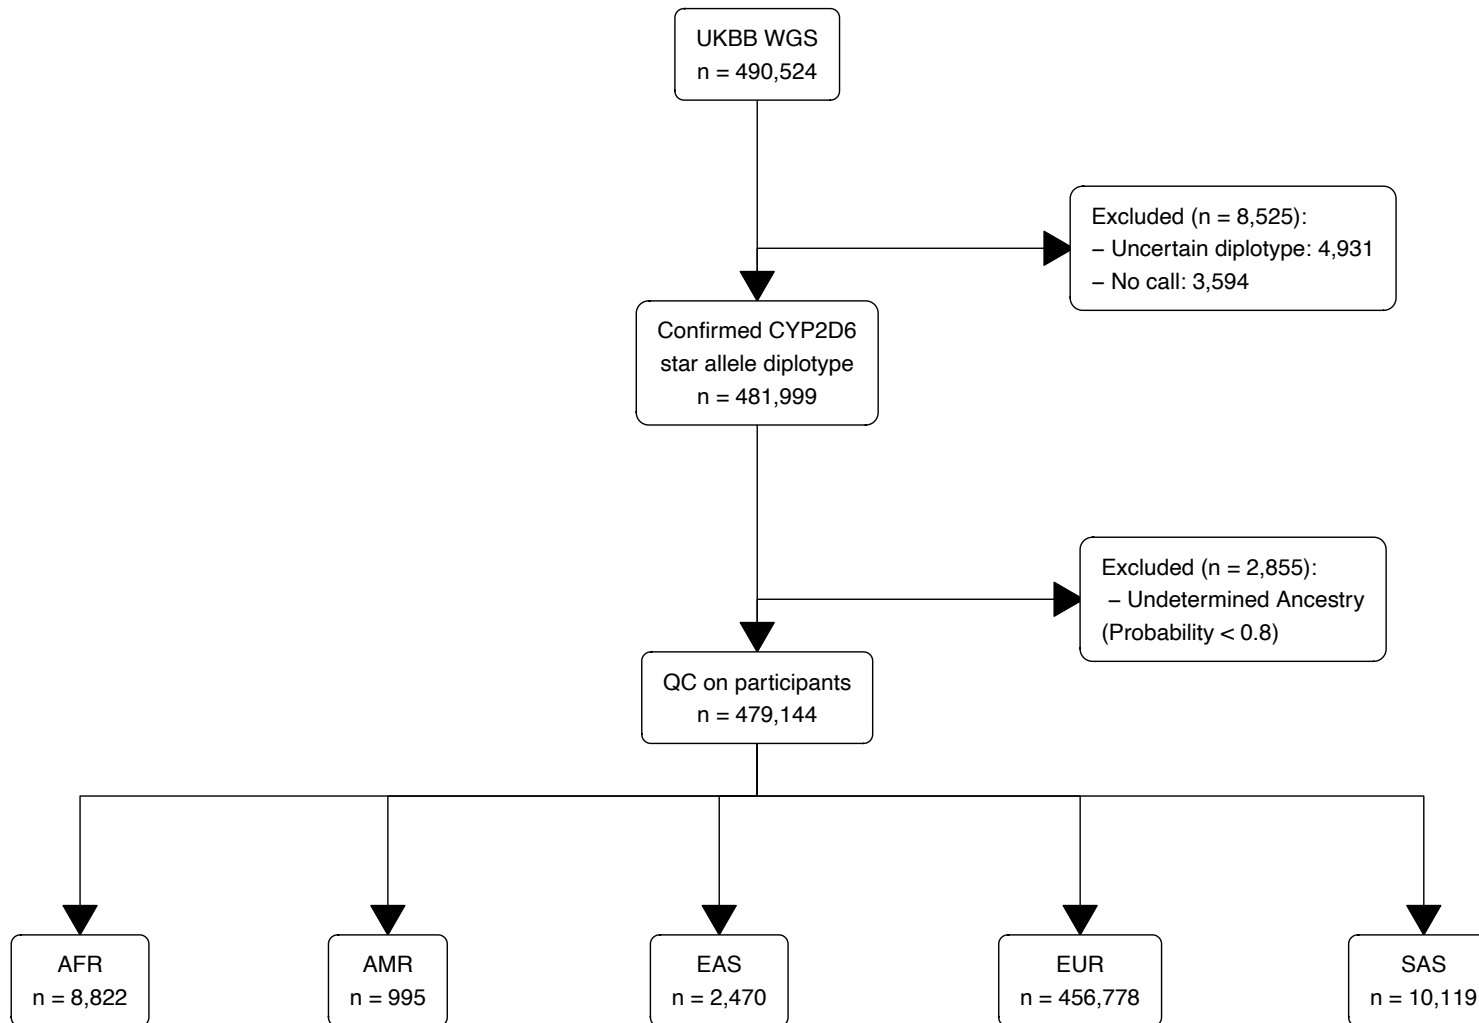 UKBB WGS
n = 490,524
Excluded (n = 8,525):
– Uncertain diplotype: 4,931
– No call: 3,594
Confirmed CYP2D6
star allele diplotype
n = 481,999
Excluded (n = 2,855):
– Undetermined Ancestry
(Probability < 0.8)
QC on participants
n = 479,144
AFR
n = 8,822
AMR
n = 995
EAS
n = 2,470
EUR
n = 456,778
SAS
n = 10,119